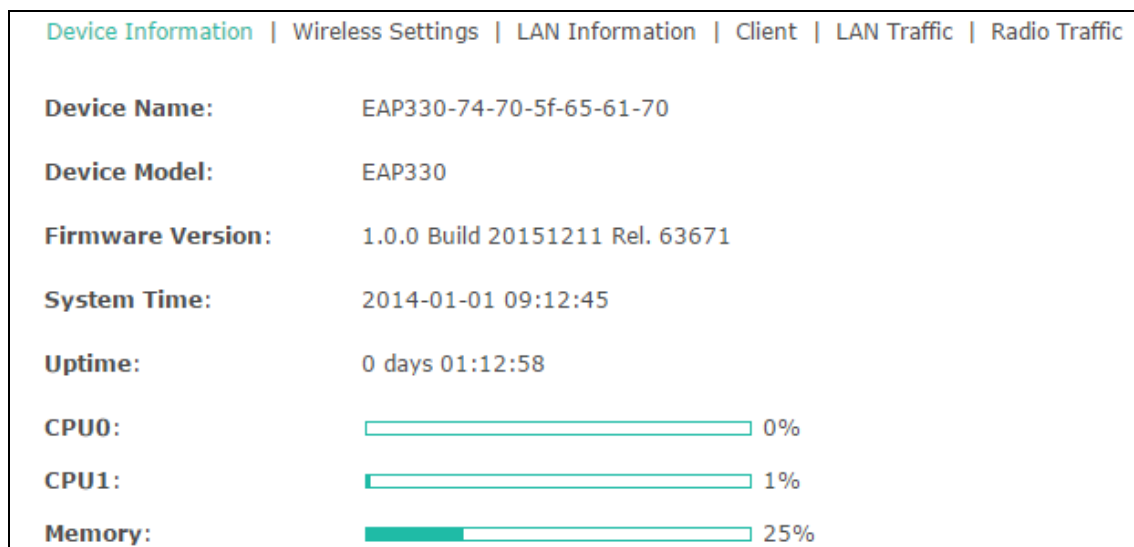 Device Information | Wireless Settings | LAN Information | Client | LAN Traffic | Radio Traffic
Device Name: EAP330-74-70-5f-65-61-70
Device Model: EAP330
Firmware Version: 1.0.0 Build 20151211 Rel. 63671
System Time: 2014-01-01 09:12:45
Uptime: 0 days 01:12:58
CPU0: 0%
CPU1: 1%
Memory: 25%